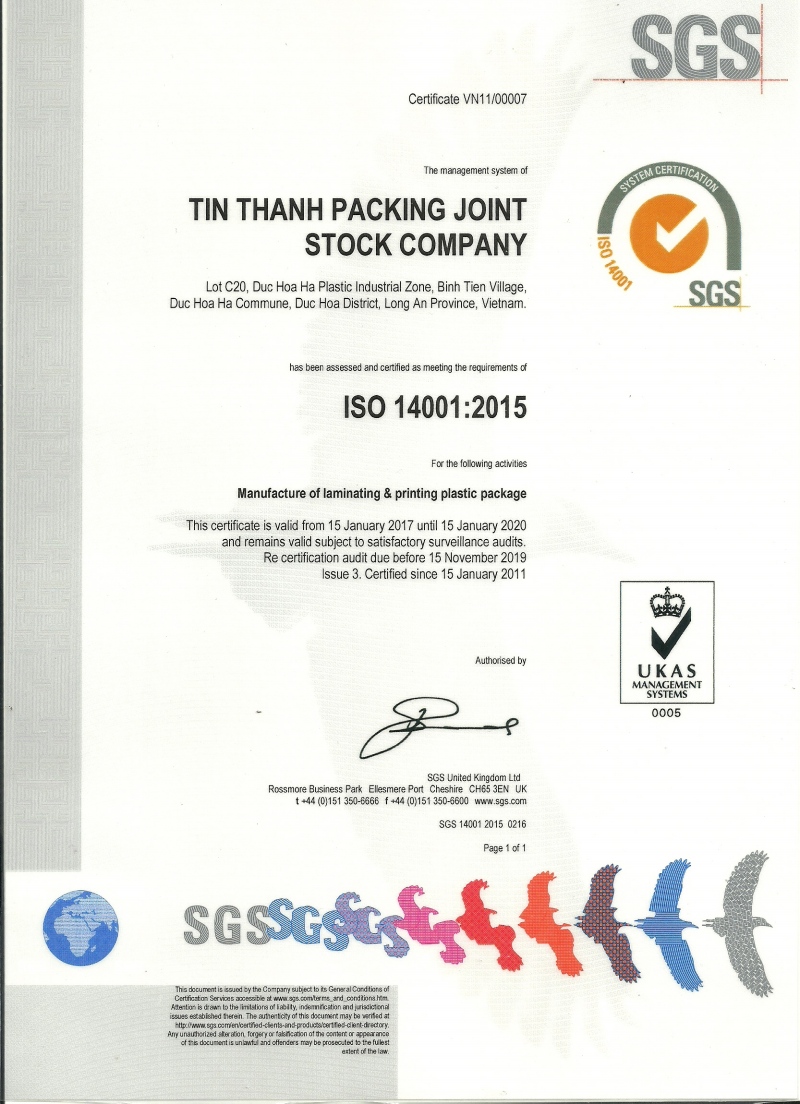 SGS
Certificate VN11/00007
The management system of
TIN THANH PACKING JOINT
STOCK COMPANY
Lot C20, Duc Hoa Ha Plastic Industrial Zone, Binh Tien Village,
Duc Hoa Ha Commune, Duc Hoa District, Long An Province, Vietnam.
SYSTEM CERTIFICATION
ISO 14001
SGS
has been assessed and certified as meeting the requirements of
ISO 14001:2015
For the following activities
Manufacture of laminating & printing plastic package
This certificate is valid from 15 January 2017 until 15 January 2020
and remains valid subject to satisfactory surveillance audits.
Re certification audit due before 15 November 2019
Issue 3. Certified since 15 January 2011
Authorised by
UKAS
MANAGEMENT
SYSTEMS
0005
SGS United Kingdom Ltd
Rossmore Business Park Ellesmere Port Cheshire CH65 3EN UK
t +44 (0)151 350-6666 f +44 (0)151 350-6600 www.sgs.com
SGS 14001 2015 0216
Page 1 of 1
SGSSGSSGS
This document is issued by the Company subject to its General Conditions of
Certification Services accessible at www.sgs.com/terms_and_conditions.htm.
Attention is drawn to the limitations of liability, indemnification and jurisdictional
issues established therein. The authenticity of this document may be verified at
http://www.sgs.com/en/certified-clients-and-products/certified-client-directory.
Any unauthorized alteration, forgery or falsification of the content or appearance
of this document is unlawful and offenders may be prosecuted to the fullest
extent of the law.